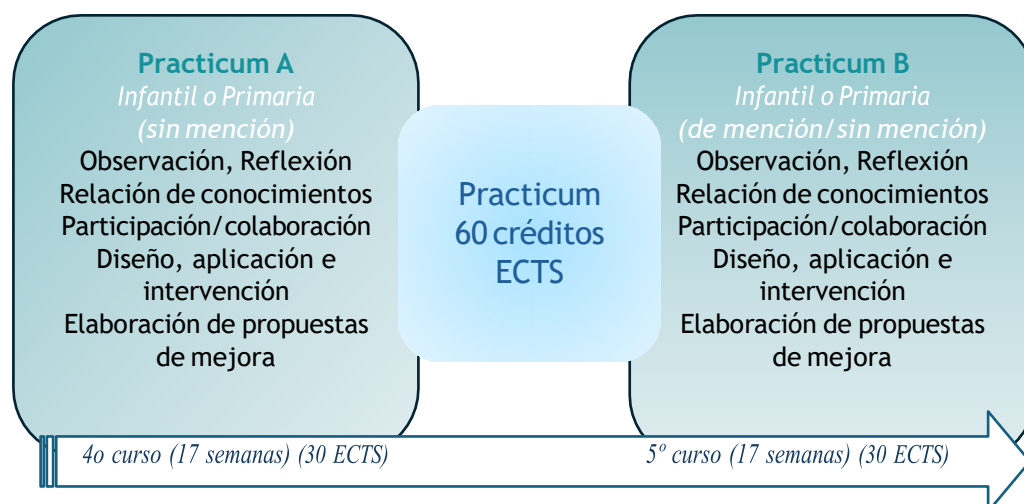 Practicum A
Infantil o Primaria
(sin mención)
Observación, Reflexión
Relación de conocimientos
Participación/colaboración
Diseño, aplicación e
intervención
Elaboración de propuestas
de mejora
Practicum
60 créditos
ECTS
Practicum B
Infantil o Primaria
(de mención/sin mención)
Observación, Reflexión
Relación de conocimientos
Participación/colaboración
Diseño, aplicación e
intervención
Elaboración de propuestas
de mejora
4o curso (17 semanas) (30 ECTS)
5º curso (17 semanas) (30 ECTS)